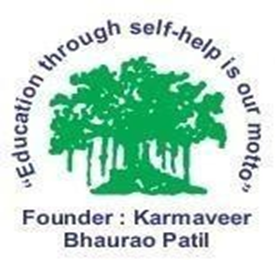 "Education through self-help is our motto"
Founder : Karmaveer
Bhaurao Patil